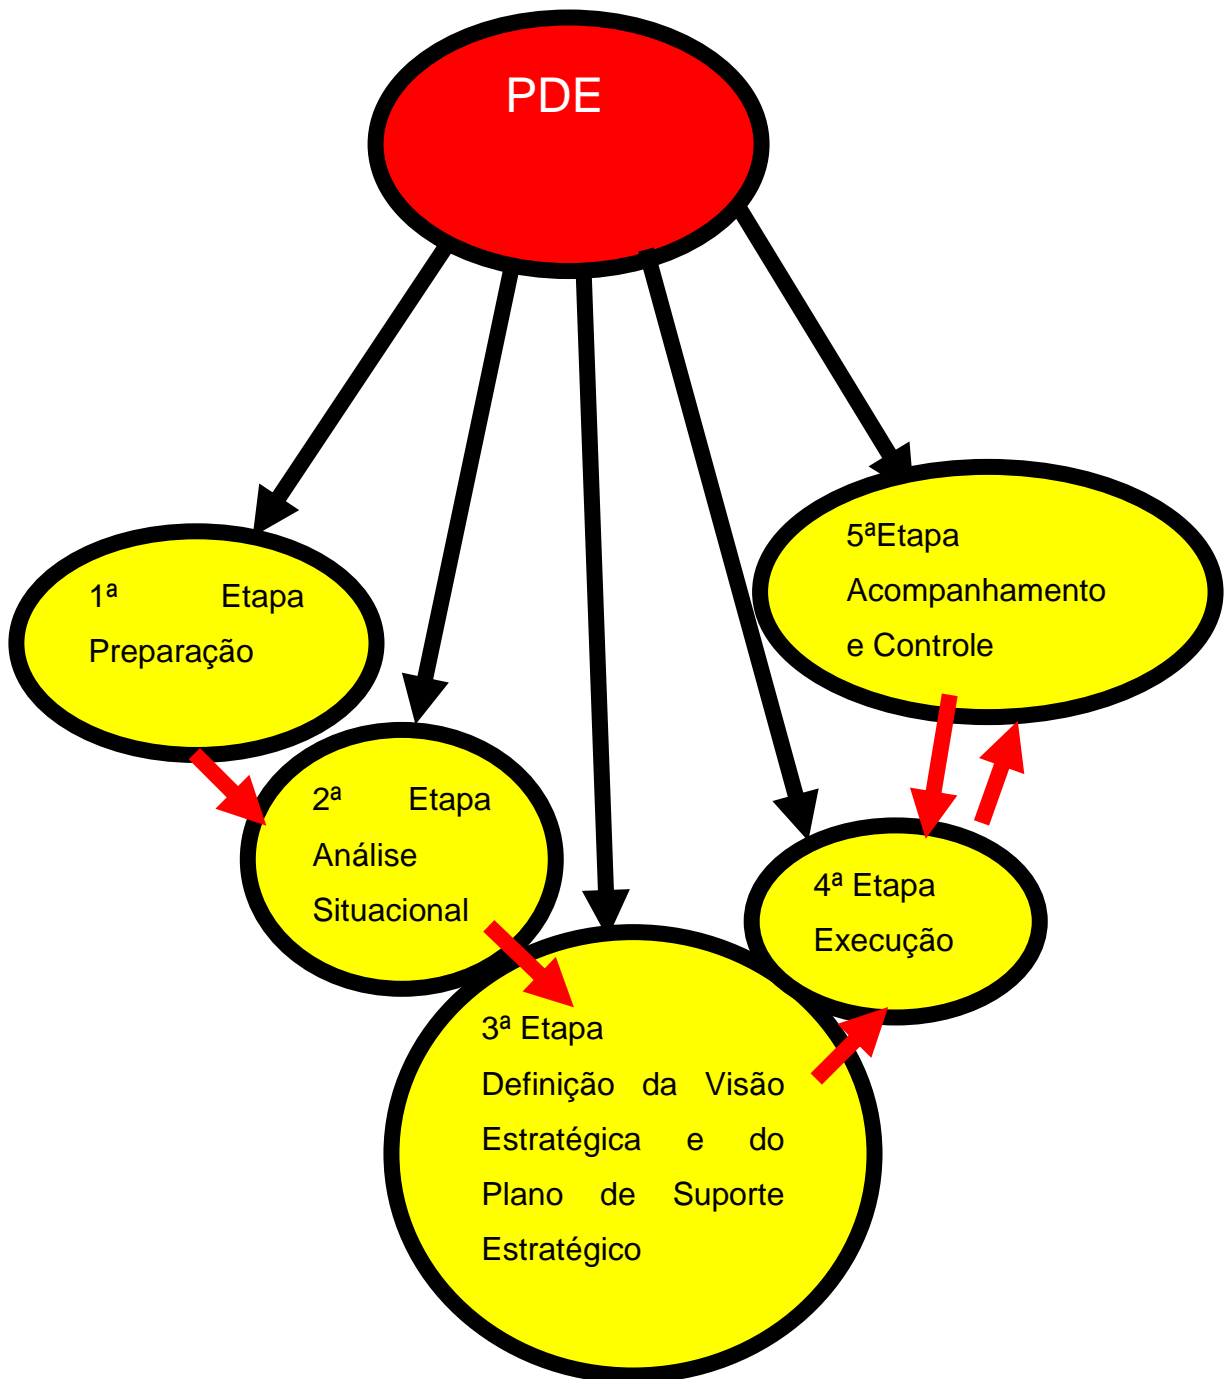 PDE
1ª Etapa
Preparação
2ª Etapa
Análise
Situacional
3ª Etapa
Definição da Visão
Estratégica e do
Plano de Suporte
Estratégico
4ª Etapa
Execução
5ªEtapa
Acompanhamento
e Controle